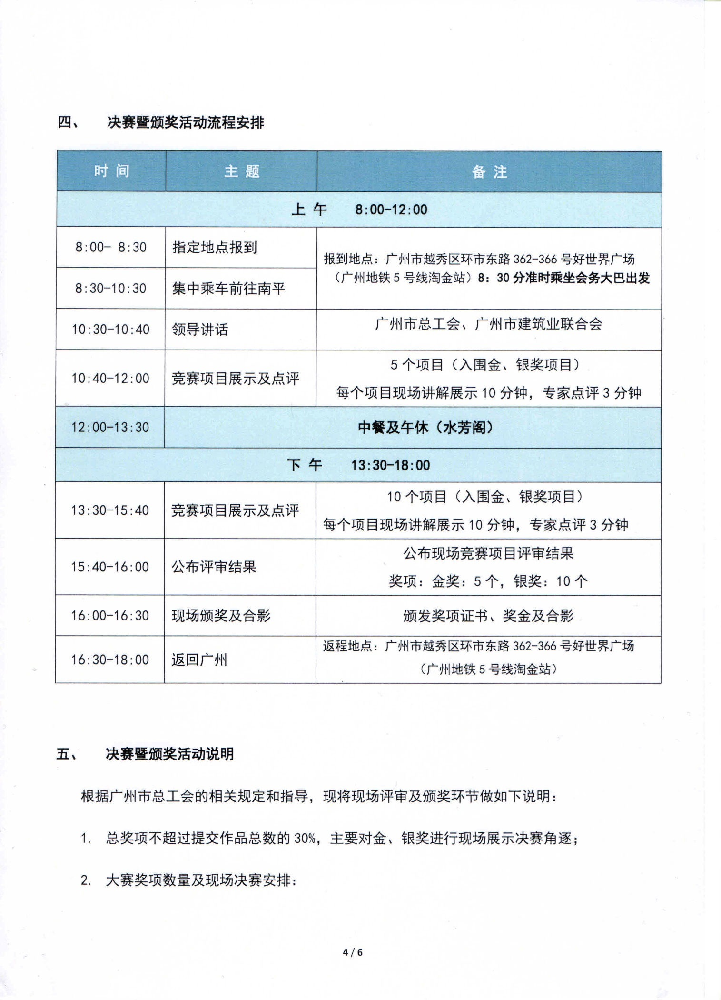 四、 决赛暨颁奖活动流程安排
时 间 主 题 备 注
上 午 8:00-12:00
8:00- 8:30 指定地点报到
报到地点：广州市越秀区环市东路 362-366 号好世界广场
（广州地铁 5 号线淘金站）8：30 分准时乘坐会务大巴出发
8:30-10:30 集中乘车前往南平
10:30-10:40 领导讲话 广州市总工会、广州市建筑业联合会
10:40-12:00 竞赛项目展示及点评
5 个项目（入围金、银奖项目）
每个项目现场讲解展示 10 分钟，专家点评 3 分钟
12:00-13:30 中餐及午休（水芳阁）
下 午 13:30-18:00
13:30-15:40 竞赛项目展示及点评
10 个项目（入围金、银奖项目）
每个项目现场讲解展示 10 分钟，专家点评 3 分钟
15:40-16:00 公布评审结果
公布现场竞赛项目评审结果
奖项：金奖：5 个，银奖：10 个
16:00-16:30 现场颁奖及合影 颁发奖项证书、奖金及合影
16:30-18:00 返回广州
返程地点：广州市越秀区环市东路 362-366 号好世界广场
（广州地铁 5 号线淘金站）
五、 决赛暨颁奖活动说明
根据广州市总工会的相关规定和指导，现将现场评审及颁奖环节做如下说明：
1. 总奖项不超过提交作品总数的 30%，主要对金、银奖进行现场展示决赛角逐；
2. 大赛奖项数量及现场决赛安排：
4 / 6